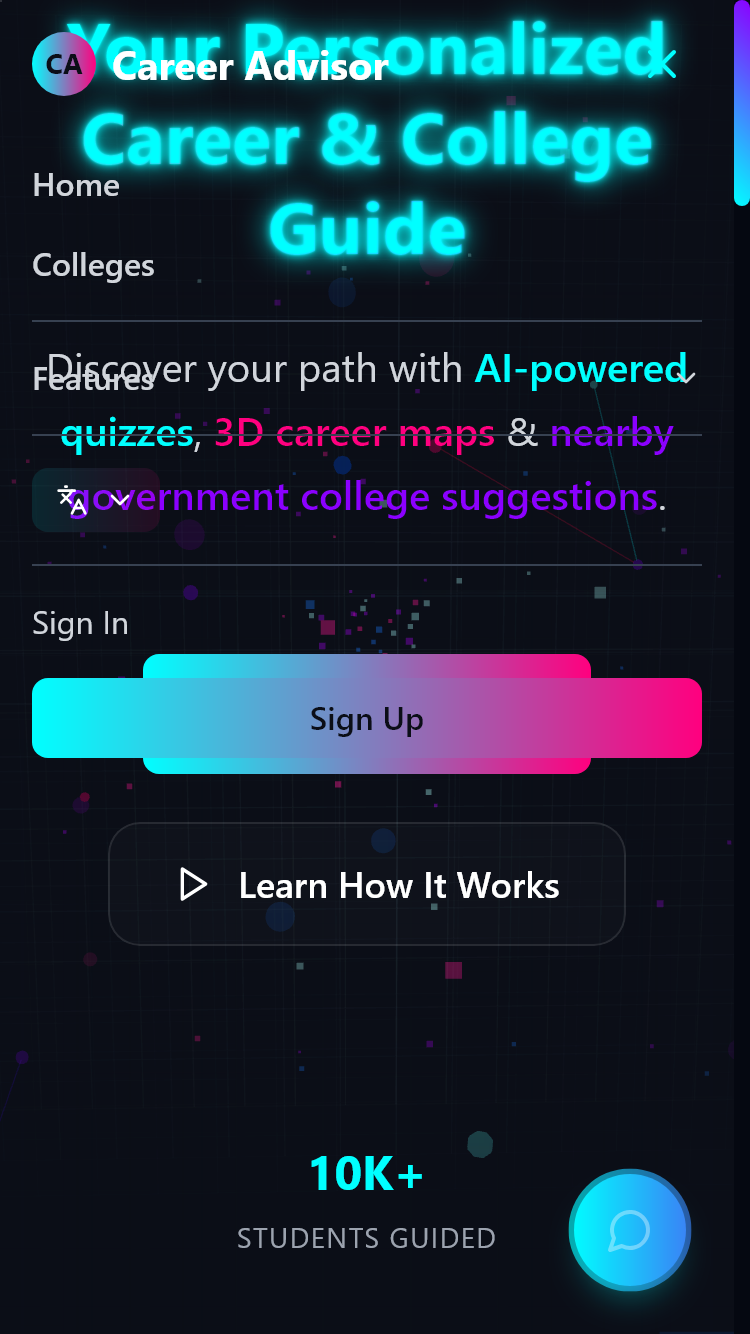 Your Personalized
CA Career Advisor
Career & College
Home
Guide
Colleges
Discover your path with AI-powered
Features
quizzes, 3D career maps & nearby
government college suggestions.
Sign In
Sign Up
Learn How It Works
10K+
STUDENTS GUIDED